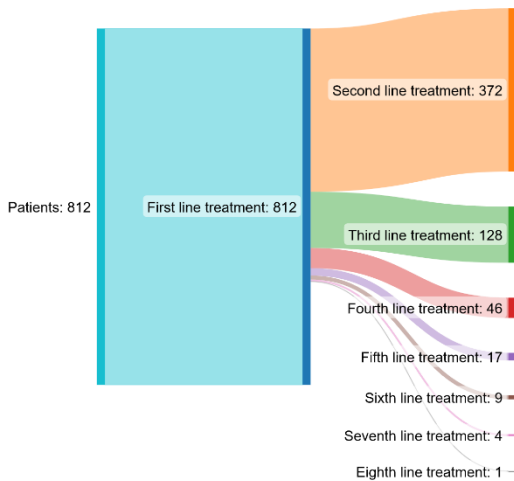 Second line treatment: 372
Patients: 812
First line treatment: 812
Third line treatment: 128
Fourth line treatment: 46
Fifth line treatment: 17
Sixth line treatment: 9
Seventh line treatment: 4
Eighth line treatment: 1